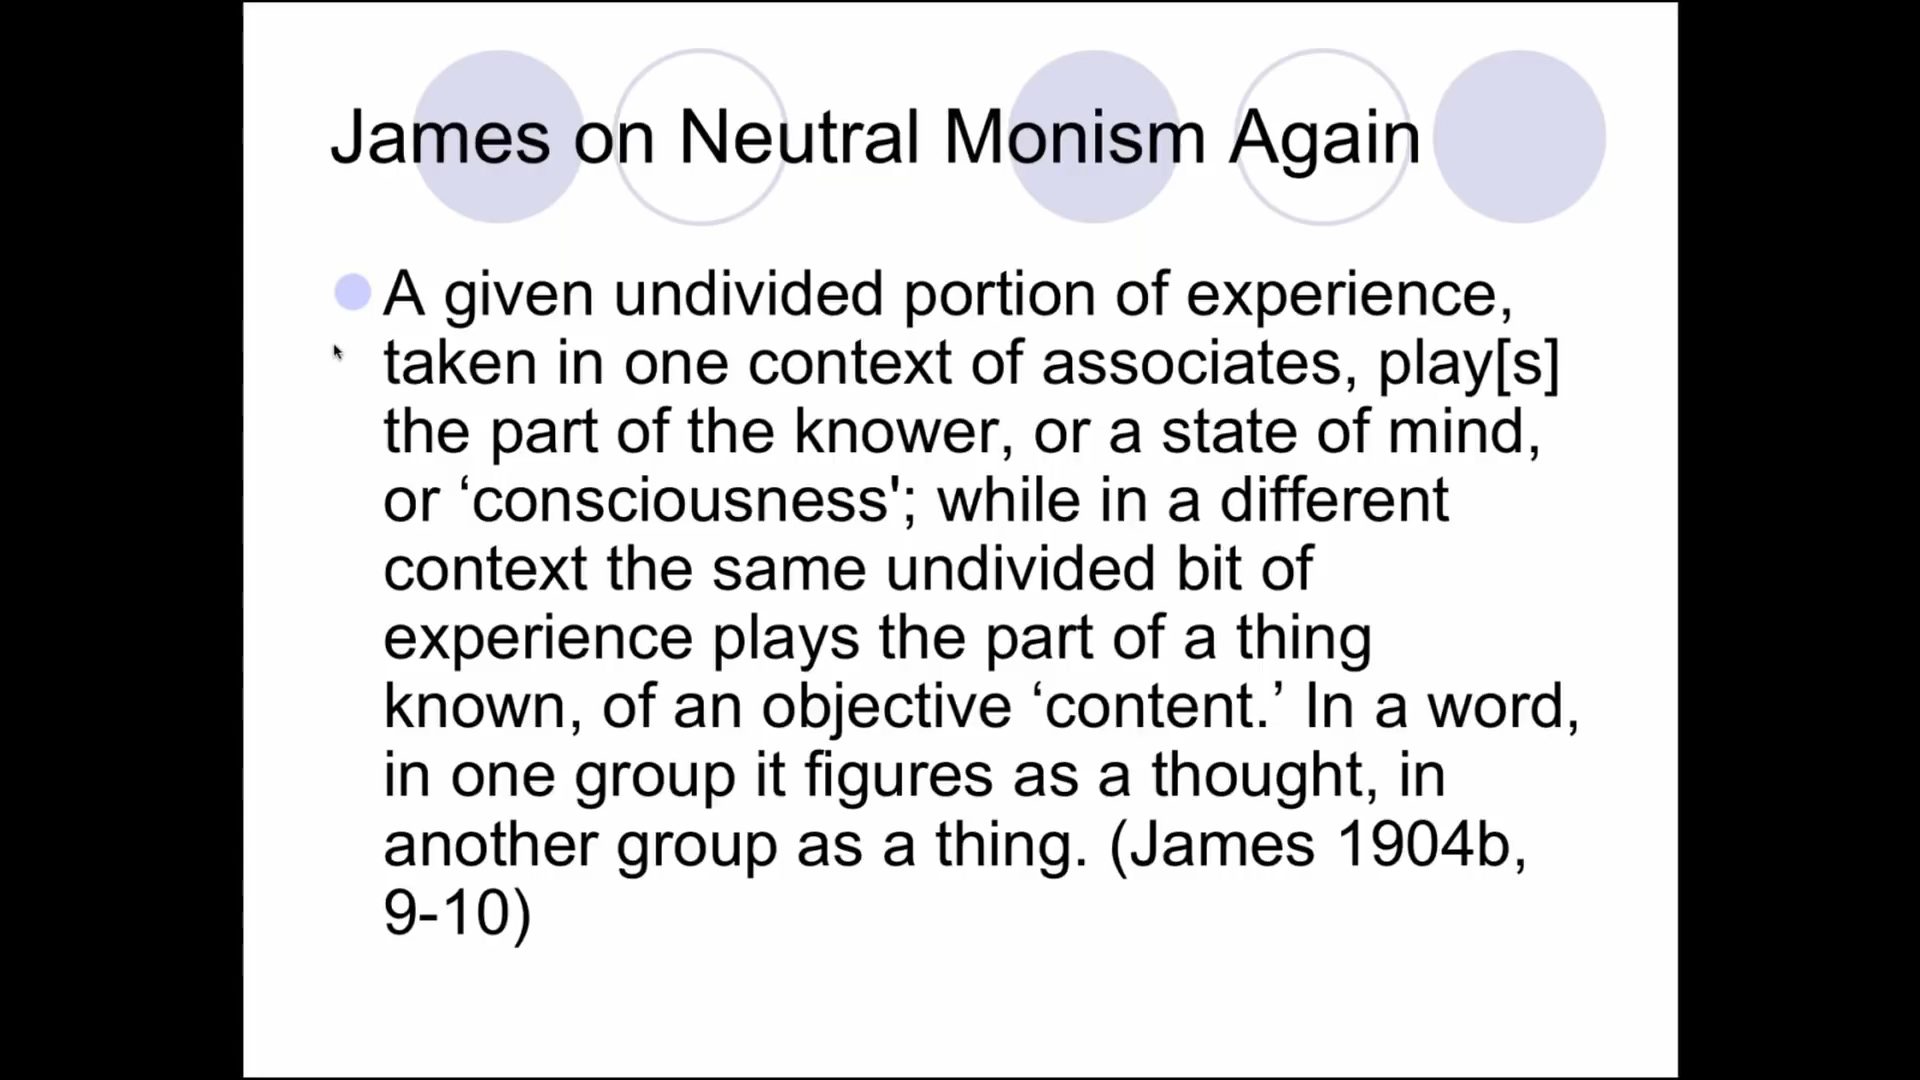 James on Neutral Monism Again
A given undivided portion of experience,
taken in one context of associates, play[s]
the part of the knower, or a state of mind,
or ‘consciousness'; while in a different
context the same undivided bit of
experience plays the part of a thing
known, of an objective ‘content.’ In a word,
in one group it figures as a thought, in
another group as a thing. (James 1904b,
9-10)